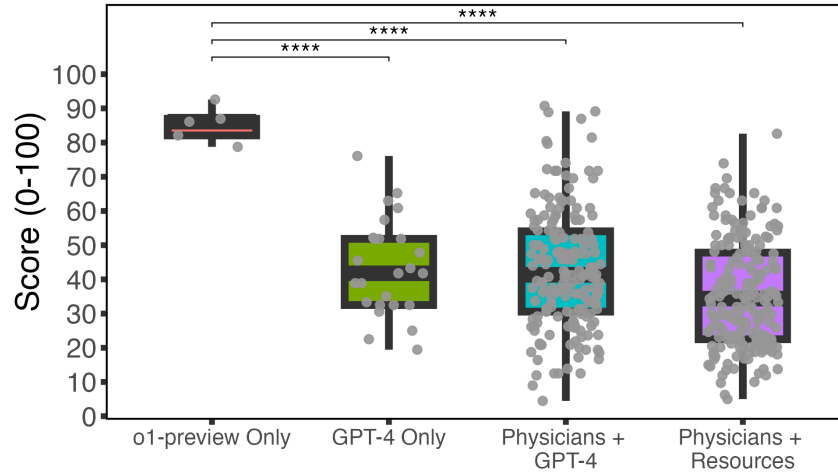 ****
****
****
Score (0-100)
100
90
80
70
60
50
40
30
20
10
0
o1-preview Only
GPT-4 Only
Physicians +
GPT-4
Physicians +
Resources